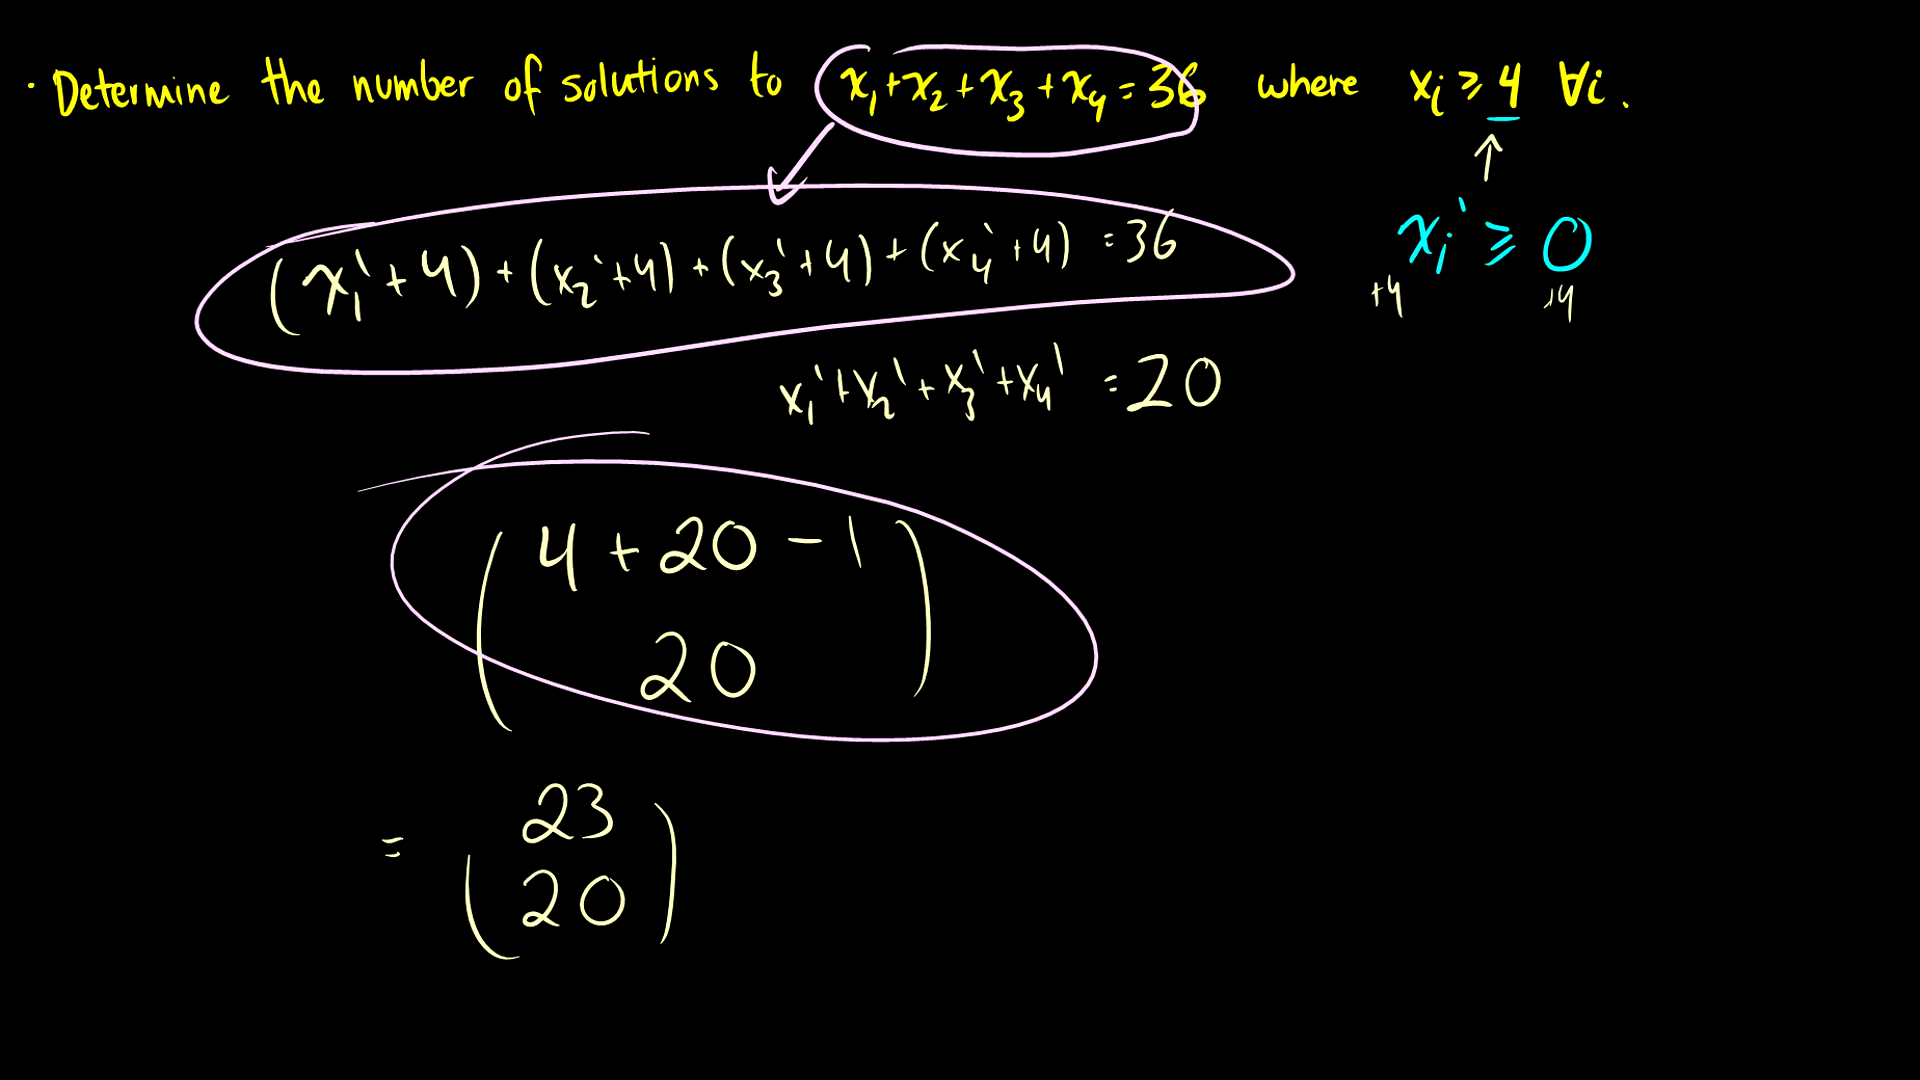 · Determine the number of solutions to x₁+x₂+x₃+x₄=36 where xᵢ ≥ 4 ∀i.
↑
xᵢ' ≥ 0
+4 +4
(x₁'+4)+(x₂'+4)+(x₃'+4)+(x₄'+4) =36
x₁'+x₂'+x₃'+x₄' =20
(4+20-1
20)
= (23
20)